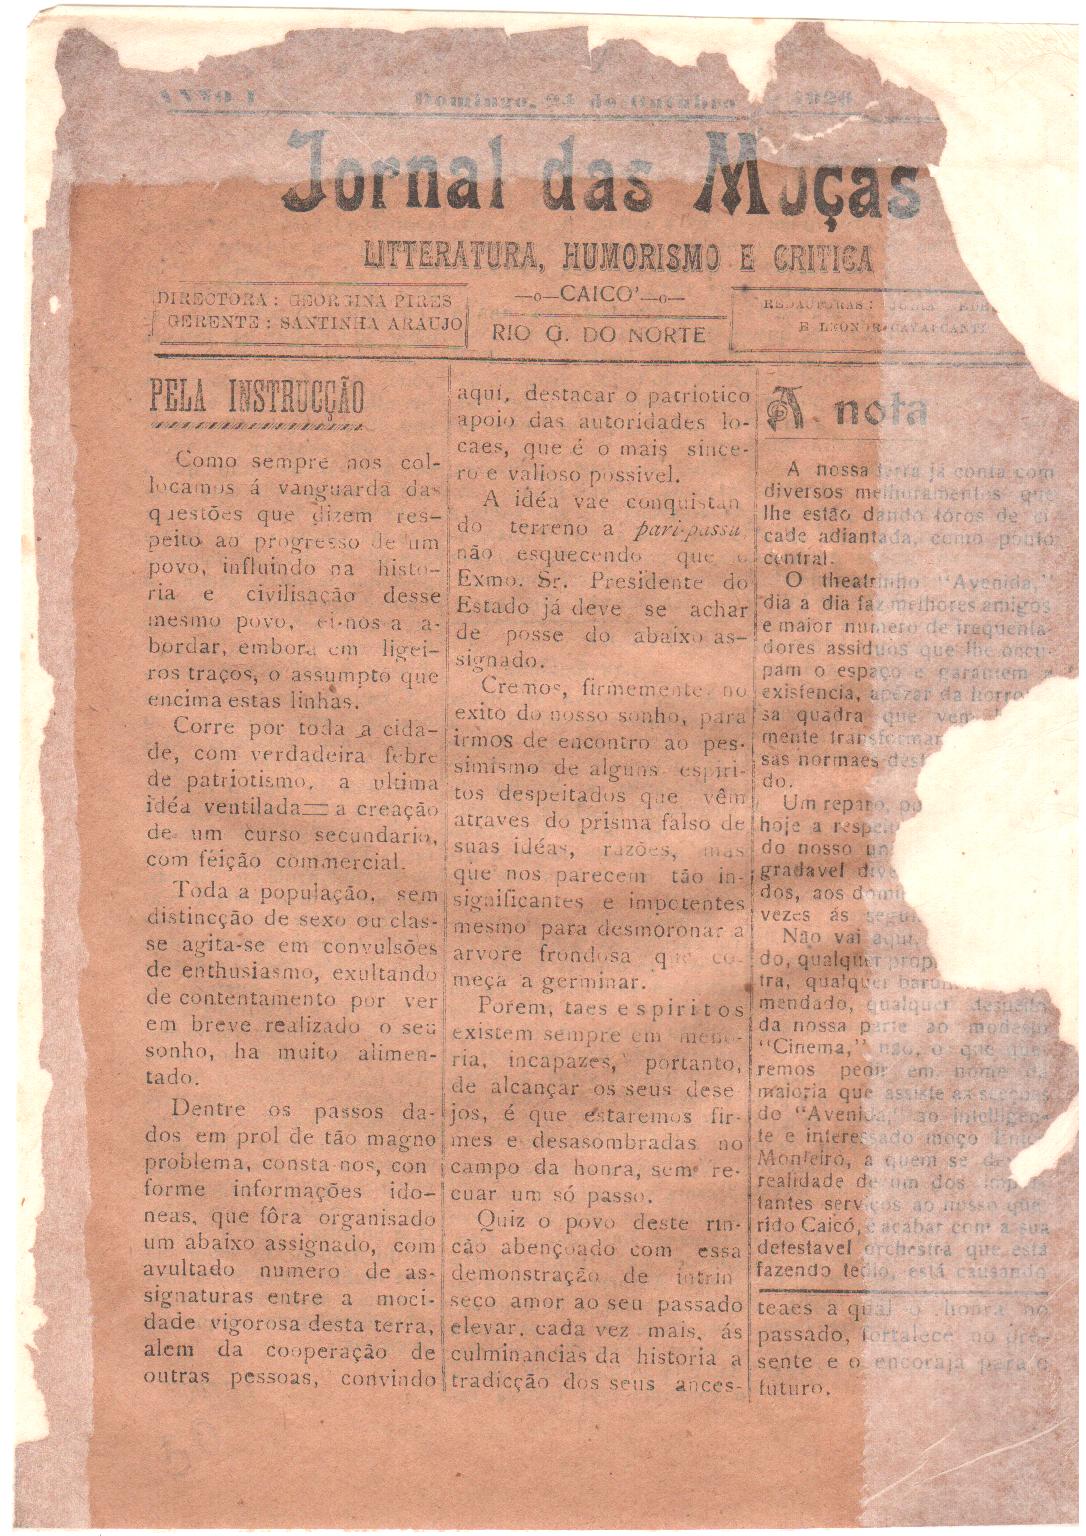 ANNO I
Domingo, 24 de Outubro
1926
Jornal das Moças
LITTERATURA, HUMORISMO E CRITICA
DIRECTORA : GEORGINA PIRES
GERENTE : SANTINHA ARAUJO
—o—CAICO'—o—
RIO G. DO NORTE
REDACTORAS : JULIA
E LEONOR CAVALCANTI
PELA INSTRUCÇÃO
Como sempre nos col-
locamos á vanguarda das
questões que dizem res-
peito ao progresso de um
povo, influindo na histo-
ria e civilisação desse
mesmo povo, ei-nos a a-
bordar, embora em ligei-
ros traços, o assumpto que
encima estas linhas.
Corre por toda a cida-
de, com verdadeira febre
de patriotismo, a ultima
idéa ventilada—a creação
de um curso secundario,
com feição commercial.
Toda a população, sem
distincção de sexo ou clas-
se agita-se em convulsões
de enthusiasmo, exultando
de contentamento por ver
em breve realizado o seu
sonho, ha muito alimen-
tado.
Dentre os passos da-
dos em prol de tão magno
problema, consta-nos, con
forme informações ido-
neas, que fôra organisado
um abaixo assignado, com
avultado numero de as-
signaturas entre a moci-
dade vigorosa desta terra,
alem da cooperação de
outras pessoas, convindo
aqui, destacar o patriotico
apoio das autoridades lo-
caes, que é o mais since-
ro e valioso possivel.
A idéa vae conquistan
do terreno a pari-passu
não esquecendo que o
Exmo. Sr. Presidente do
Estado já deve se achar
de posse do abaixo as-
signado.
Cremos, firmemente, no
exito do nosso sonho, para
irmos de encontro ao pes-
simismo de alguns espiri-
tos despeitados que vêm
atraves do prisma falso de
suas idéas, razões, mas
que nos parecem tão in-
significantes e impotentes
mesmo para desmoronar a
arvore frondosa que co-
meça a germinar.
Porem, taes espiritos
existem sempre em meno-
ria, incapazes, portanto,
de alcançar os seus dese
jos, é que estaremos fir-
mes e desasombradas no
campo da honra, sem re-
cuar um só passo.
Quiz o povo deste rin-
cão abençoado com essa
demonstração de intrin
seco amor ao seu passado
elevar, cada vez mais, ás
culminancias da historia a
tradicção dos seus ances-
teaes a qual o honra no
passado, fortalece no pre-
sente e o encoraja para o
futuro.
A nota
A nossa terra já conta com
diversos melhoramentos que
lhe estão dando fóros de ci
cade adiantada, como ponto
central.
O theatrinho "Avenida,"
dia a dia faz melhores amigos
e maior numero de frequenta-
dores assiduos que lhe occu-
pam o espaço e garantem a
existencia, apezar da horro
sa quadra que vem
mente transformar
sas normaes
do.
Um reparo,
hoje a
do nosso
gradavel
dos, aos
vezes ás
Não vai aqui,
do, qualquer
tra, qualquer
mendado, qualquer despeito
da nossa parte ao modesto
"Cinema," não, o que que-
remos pedir em nome da
maioria que assiste as secções
do "Avenida," ao intelligen-
te e interessado moço
Monteiro, a quem se deve
realidade de um dos impor
tantes serviços ao nosso que-
rido Caicó, é acabar com a sua
detestavel orchestra que está
fazendo tedio, está causando